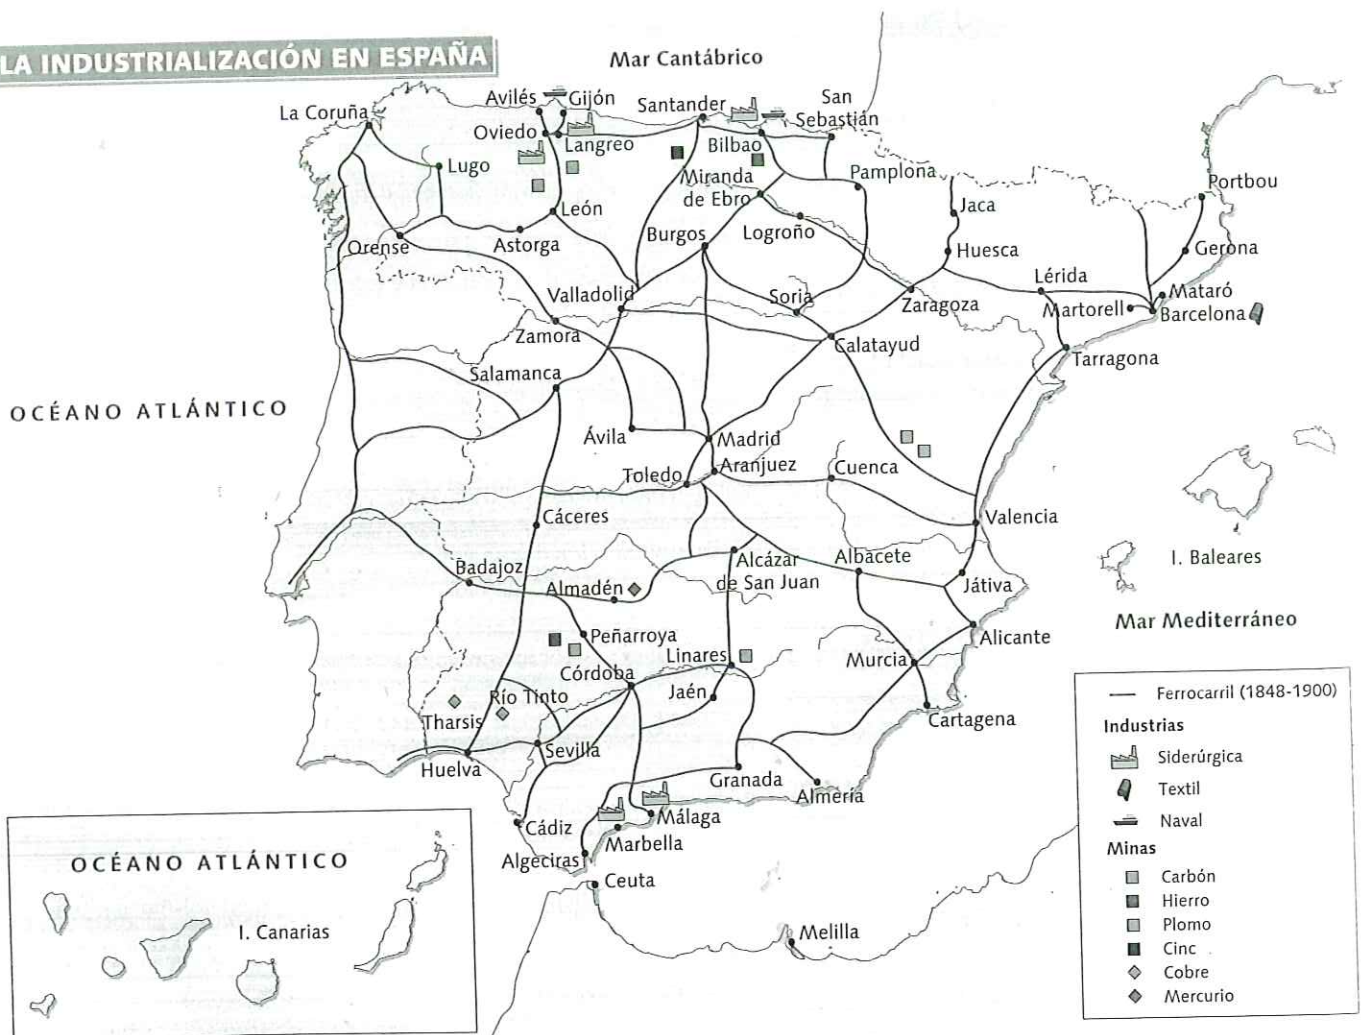 LA INDUSTRIALIZACIÓN EN ESPAÑA
Mar Cantábrico
La Coruña
Avilés
Gijón
Santander
San
Sebastián
Oviedo
Langreo
Bilbao
Lugo
Miranda
de Ebro
Pamplona
Portbou
León
Jaca
Orense
Astorga
Burgos
Logroño
Huesca
Gerona
Lérida
Valladolid
Soria
Zaragoza
Mataró
Martorell
Barcelona
Zamora
Calatayud
Tarragona
Salamanca
OCÉANO ATLÁNTICO
Ávila
Madrid
Toledo
Aranjuez
Cuenca
Cáceres
Valencia
Badajoz
Alcázar
de San Juan
Albacete
I. Baleares
Almadén
Játiva
Mar Mediterráneo
Peñarroya
Alicante
Linares
Murcia
Córdoba
Río Tinto
Jaén
Tharsis
Cartagena
Sevilla
Huelva
Granada
Almería
Cádiz
Málaga
Marbella
Algeciras
Ceuta
Melilla
OCÉANO ATLÁNTICO
I. Canarias
Ferrocarril (1848-1900)
Industrias
Siderúrgica
Textil
Naval
Minas
Carbón
Hierro
Plomo
Cinc
Cobre
Mercurio